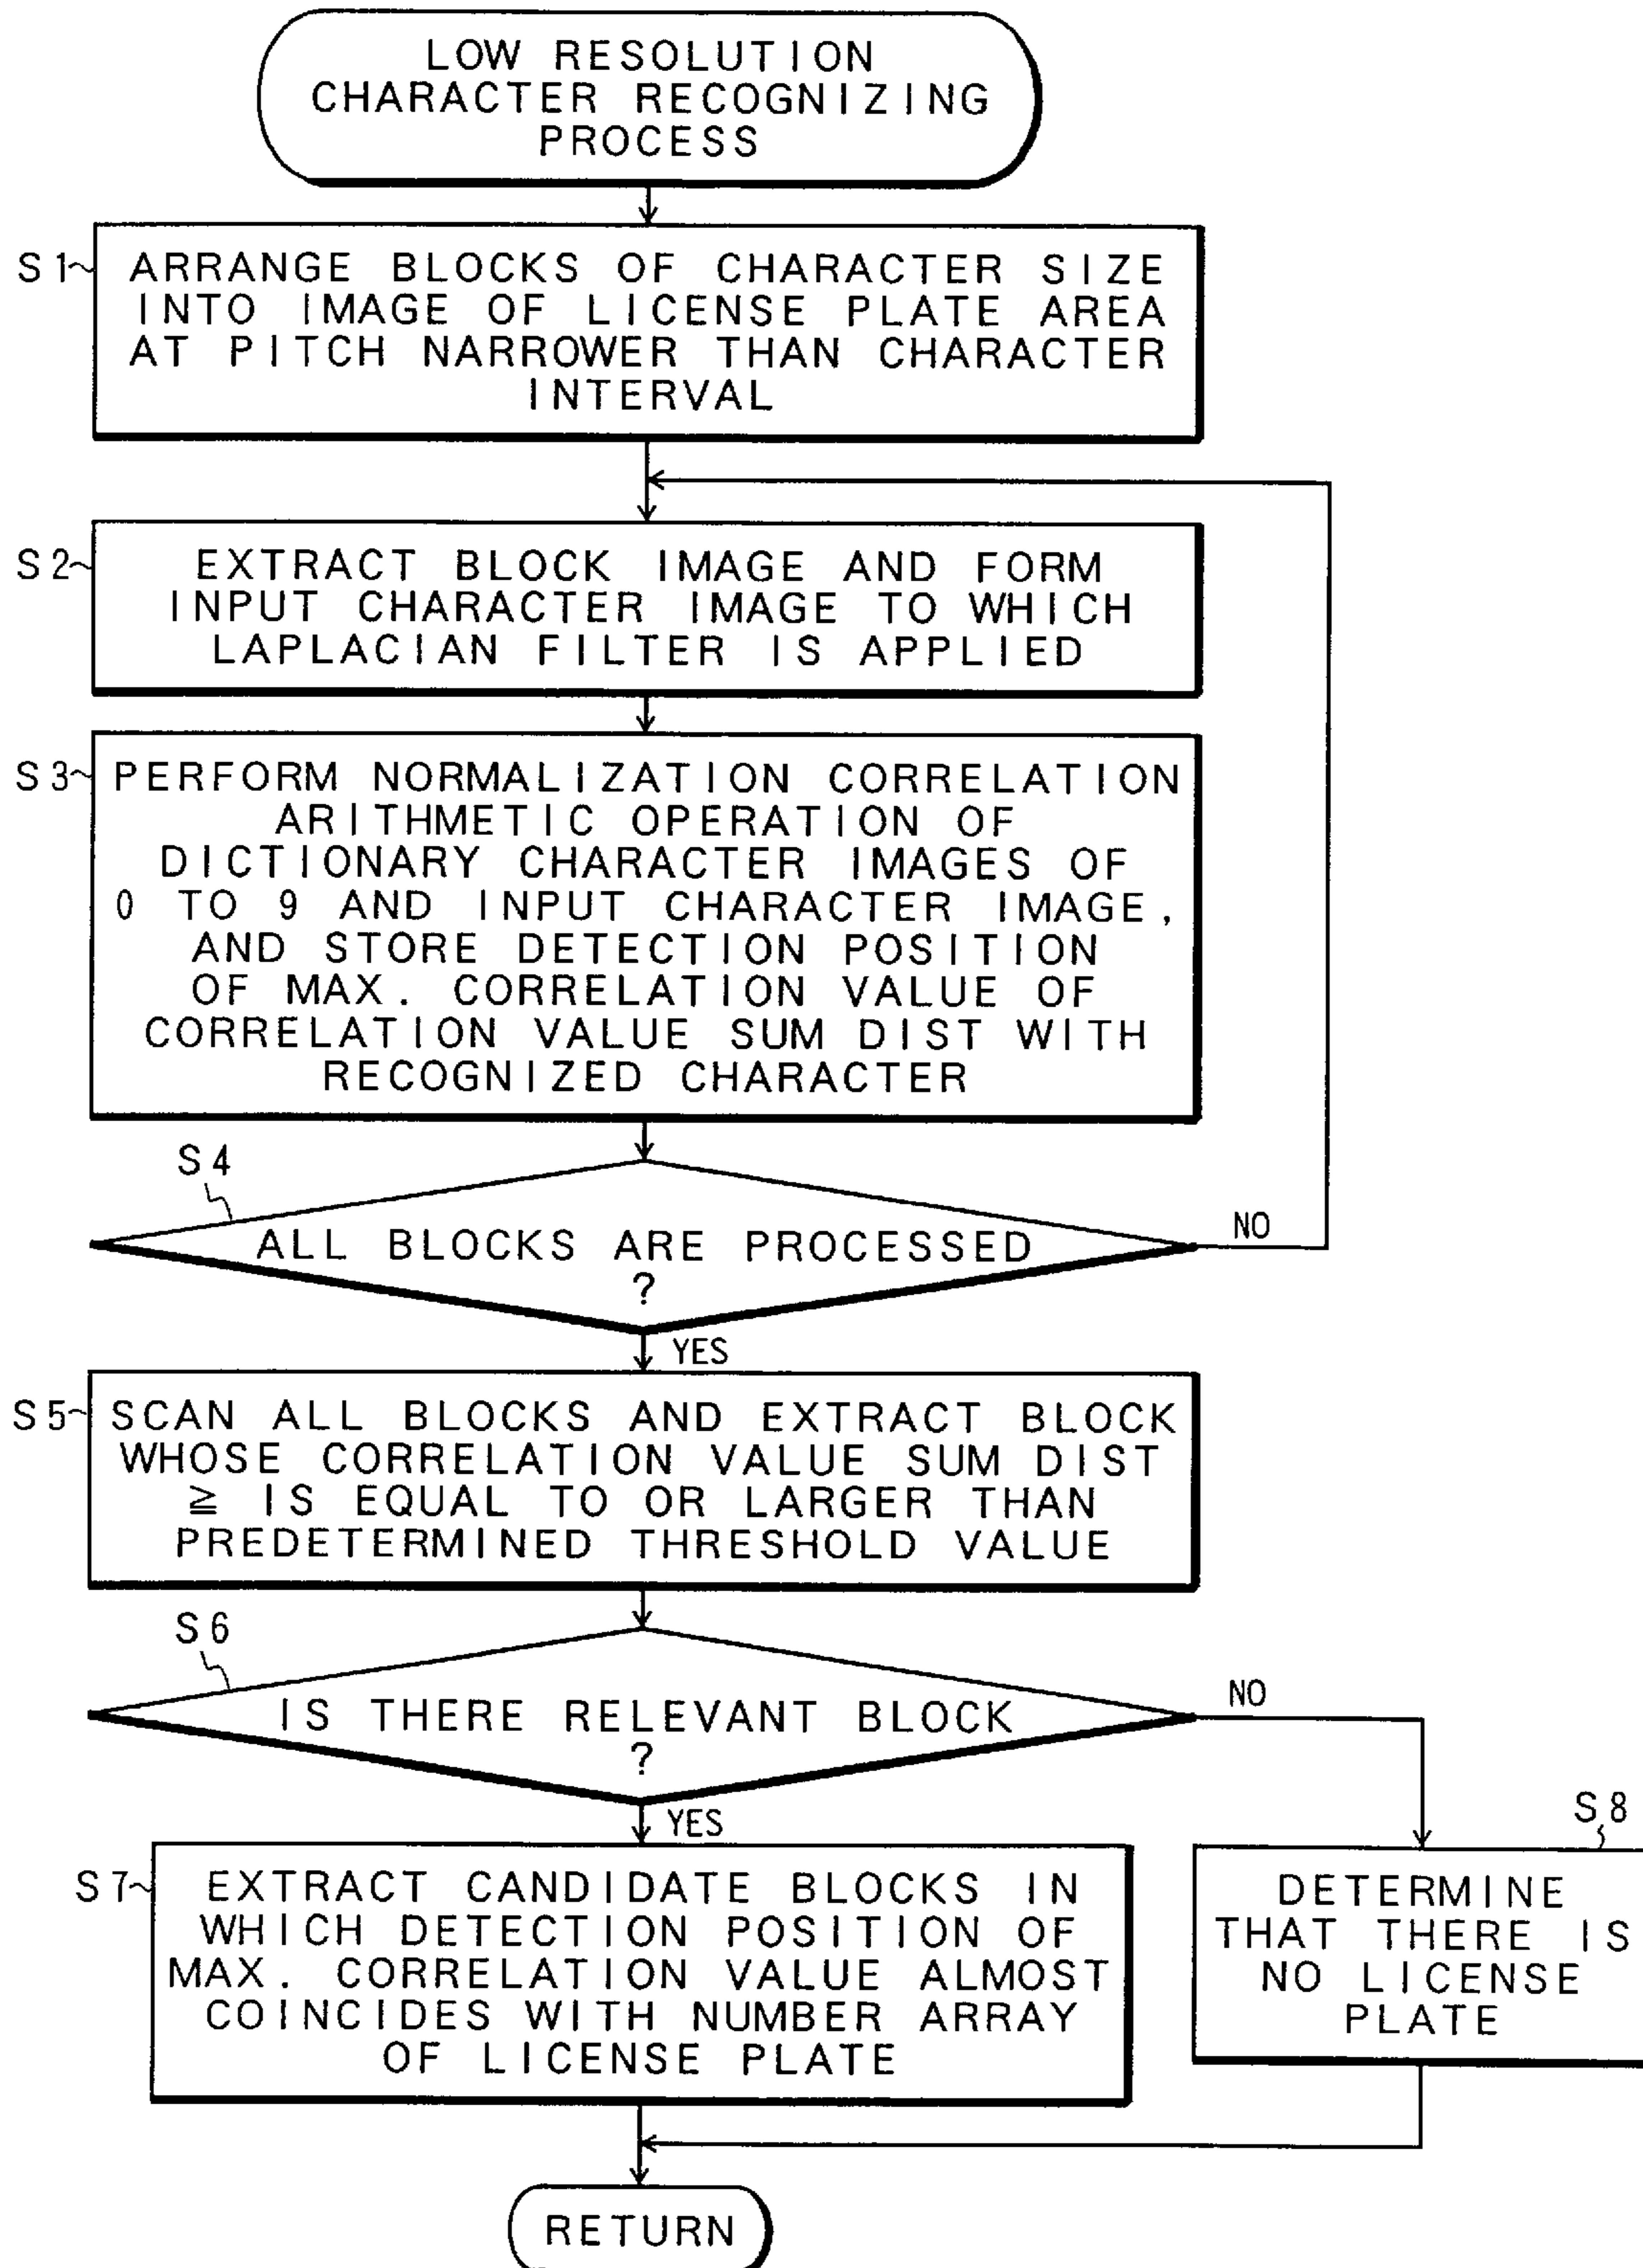 LOW RESOLUTION
CHARACTER RECOGNIZING
PROCESS
S1
ARRANGE BLOCKS OF CHARACTER SIZE
INTO IMAGE OF LICENSE PLATE AREA
AT PITCH NARROWER THAN CHARACTER
INTERVAL
S2
EXTRACT BLOCK IMAGE AND FORM
INPUT CHARACTER IMAGE TO WHICH
LAPLACIAN FILTER IS APPLIED
S3
PERFORM NORMALIZATION CORRELATION
ARITHMETIC OPERATION OF
DICTIONARY CHARACTER IMAGES OF
0 TO 9 AND INPUT CHARACTER IMAGE,
AND STORE DETECTION POSITION
OF MAX. CORRELATION VALUE OF
CORRELATION VALUE SUM DIST WITH
RECOGNIZED CHARACTER
S4
ALL BLOCKS ARE PROCESSED
?
NO
YES
S5
SCAN ALL BLOCKS AND EXTRACT BLOCK
WHOSE CORRELATION VALUE SUM DIST
≧ IS EQUAL TO OR LARGER THAN
PREDETERMINED THRESHOLD VALUE
S6
IS THERE RELEVANT BLOCK
?
NO
YES
S7
EXTRACT CANDIDATE BLOCKS IN
WHICH DETECTION POSITION OF
MAX. CORRELATION VALUE ALMOST
COINCIDES WITH NUMBER ARRAY
OF LICENSE PLATE
S8
DETERMINE
THAT THERE IS
NO LICENSE
PLATE
RETURN